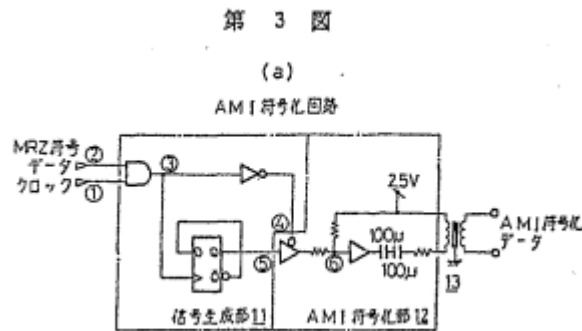 第 3 図
(a)
AMI符号化回路
MRZ符号
データ
②
クロック
①
③
④
⑤
⑥
D Q
Q
2.5V
100μ
100μ
AMI符号化
データ
13
信号生成部11
AMI符号化部12